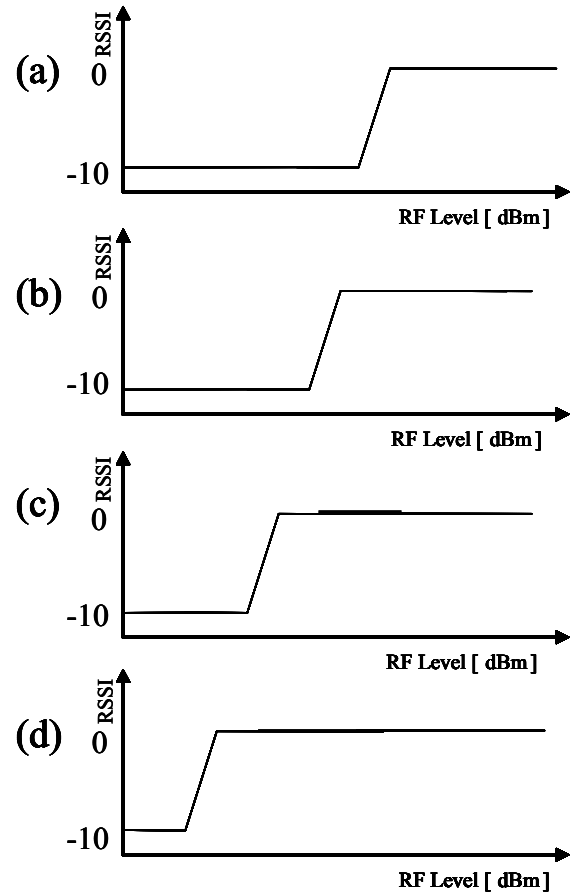 RSSI
(a)
0
-10
RF Level [ dBm]
RSSI
(b)
0
-10
RF Level [ dBm]
RSSI
(c)
0
-10
RF Level [ dBm]
RSSI
(d)
0
-10
RF Level [ dBm]